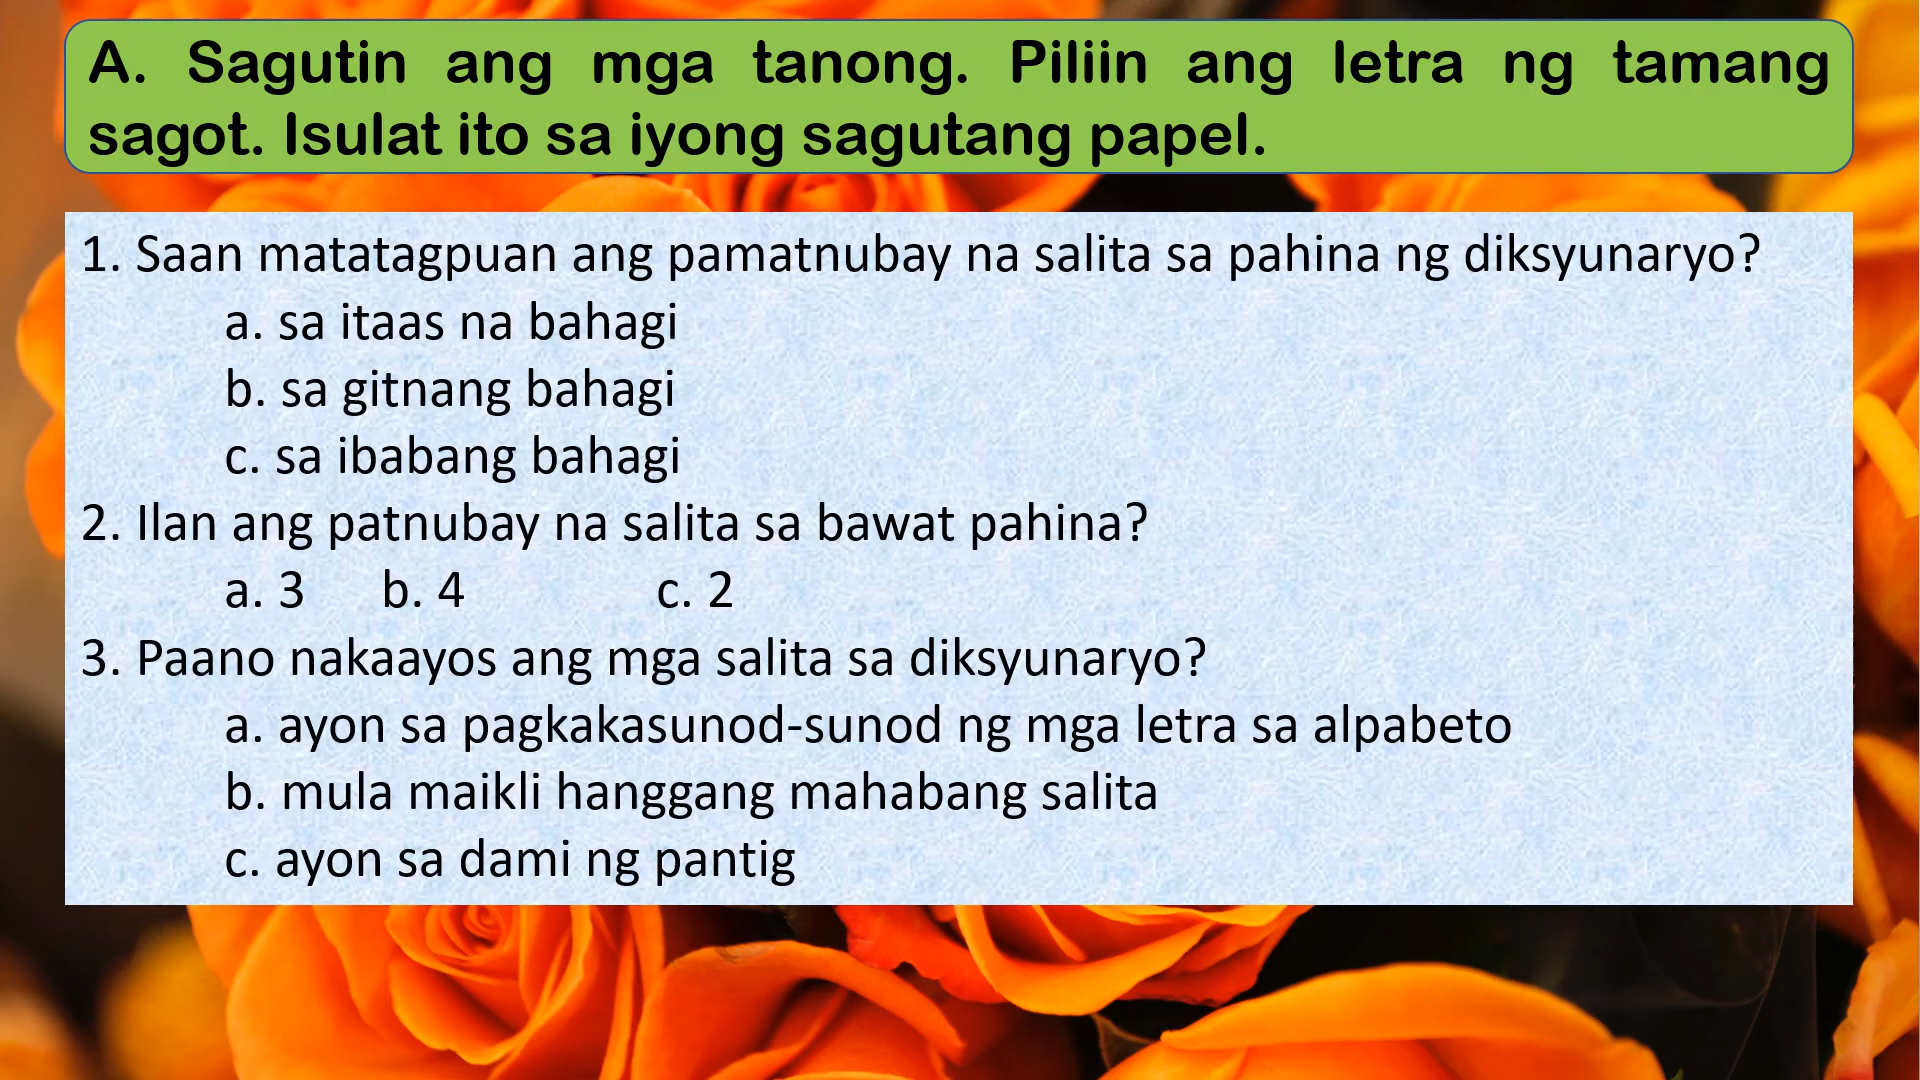 A. Sagutin ang mga tanong. Piliin ang letra ng tamang
sagot. Isulat ito sa iyong sagutang papel.
1. Saan matatagpuan ang pamatnubay na salita sa pahina ng diksyunaryo?
a. sa itaas na bahagi
b. sa gitnang bahagi
c. sa ibabang bahagi
2. Ilan ang patnubay na salita sa bawat pahina?
a. 3 b. 4 c. 2
3. Paano nakaayos ang mga salita sa diksyunaryo?
a. ayon sa pagkakasunod-sunod ng mga letra sa alpabeto
b. mula maikli hanggang mahabang salita
c. ayon sa dami ng pantig